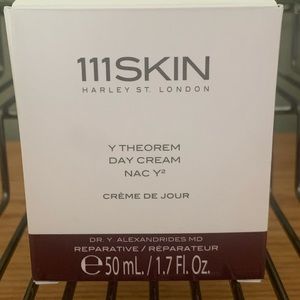 111SKIN
HARLEY ST. LONDON
Y THEOREM
DAY CREAM
NAC Y²
CRÈME DE JOUR
DR. Y. ALEXANDRIDES MD
REPARATIVE / RÉPARATEUR
℮ 50 mL. / 1.7 Fl. Oz.